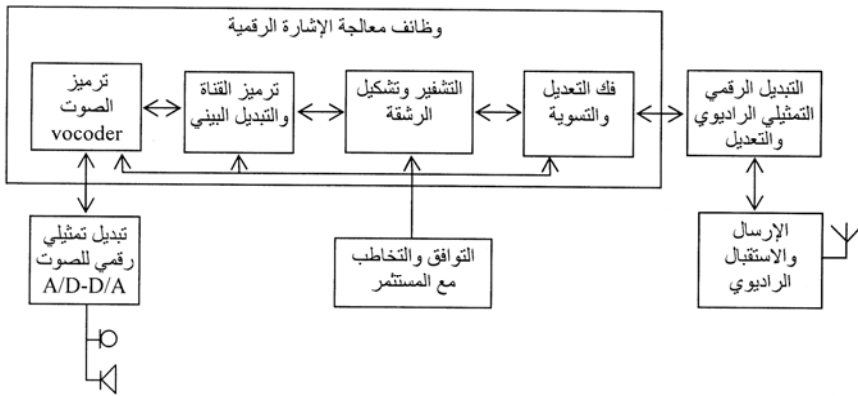 وظائف معالجة الإشارة الرقمية
ترميز
الصوت
vocoder
ترميز القناة
والتبديل البيني
التشفير وتشكيل
الرشقة
فك التعديل
والتسوية
التبديل الرقمي
التمثيلي الراديوي
والتعديل
تبديل تمثيلي
رقمي للصوت
A/D-D/A
التوافق والتخاطب
مع المستثمر
الإرسال
والاستقبال
الراديوي